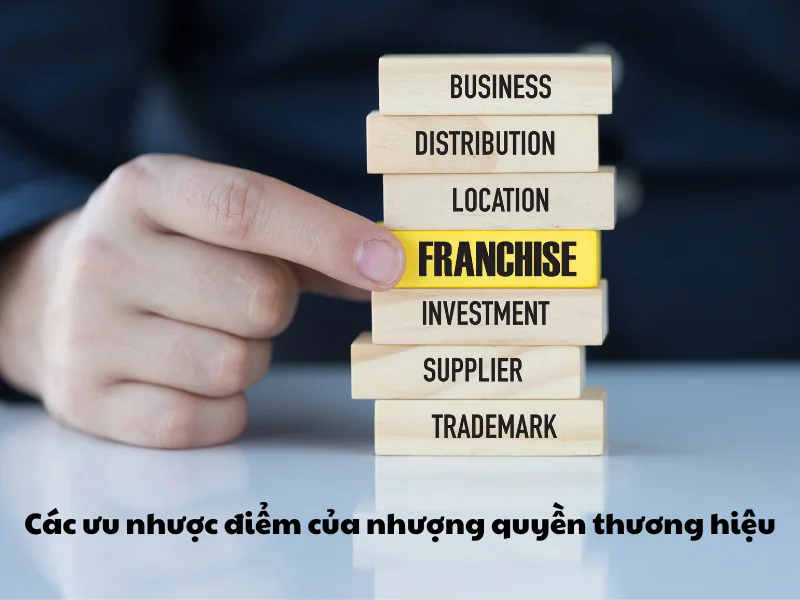 BUSINESS
DISTRIBUTION
LOCATION
FRANCHISE
INVESTMENT
SUPPLIER
TRADEMARK
Các ưu nhược điểm của nhượng quyền thương hiệu